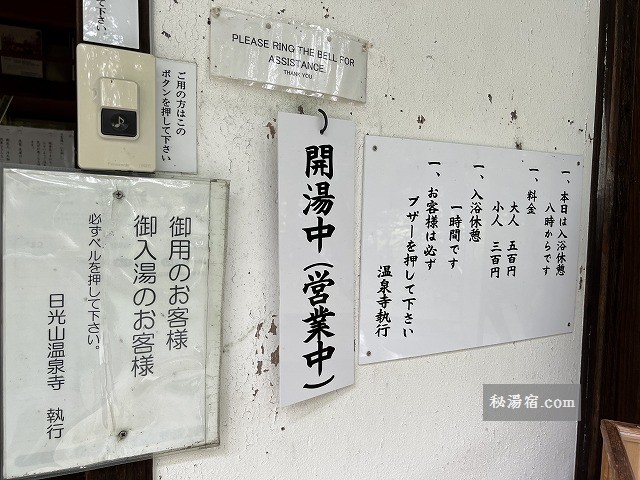 て下さい
PLEASE RING THE BELL FOR
ASSISTANCE.
THANK YOU
ご用の方はこの
ボタンを押して下さい
御用のお客様
御入湯のお客様
必ずベルを押して下さい。
日光山温泉寺 執行
開湯中(営業中)
一、本日は入浴休憩
八時からです
一、料金
大人 五百円
小人 三百円
一、入浴休憩
一時間です
一、お客様は必ず
ブザーを押して下さい
温泉寺執行
秘湯宿.com